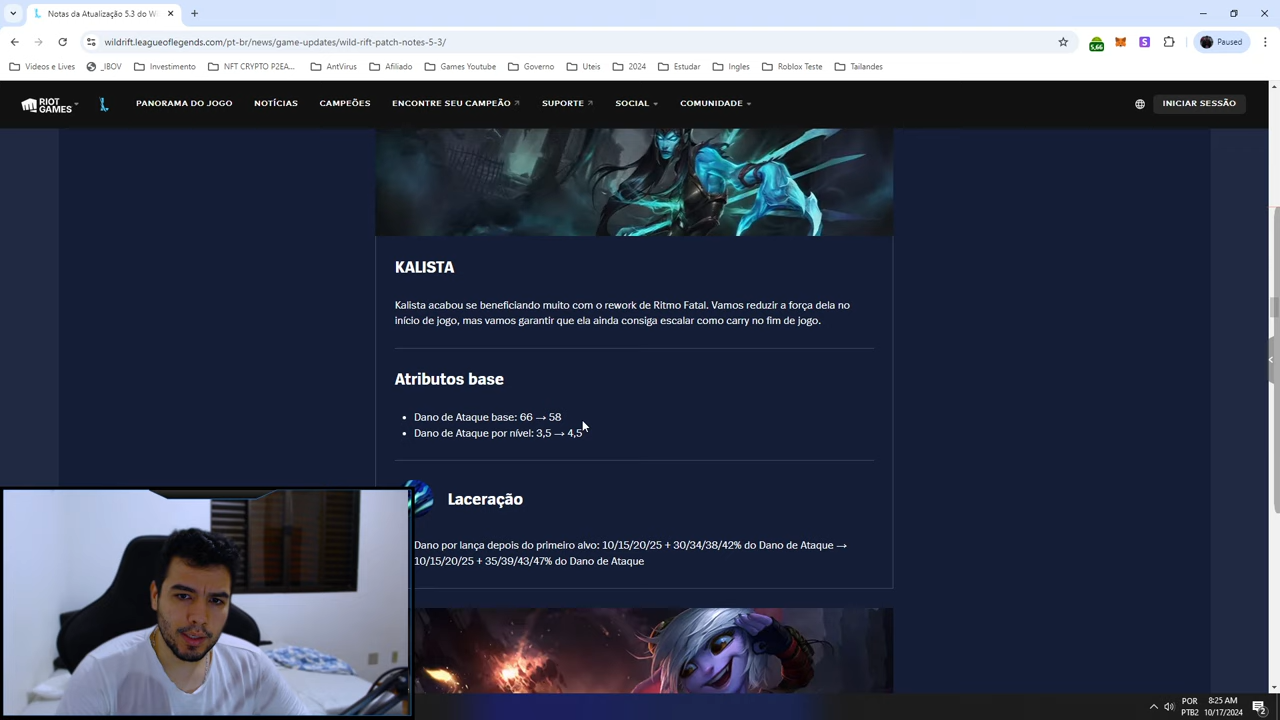 Notas da Atualização 5.3 do Wi
wildrift.leagueoflegends.com/pt-br/news/game-updates/wild-rift-patch-notes-5-3/
5,66
S
Paused
Videos e Lives
_IBOV
Investimento
NFT CRYPTO P2EA...
AntVirus
Afiliado
Games Youtube
Governo
Uteis
2024
Estudar
Ingles
Roblox Teste
Tailandes
RIOT GAMES
PANORAMA DO JOGO
NOTÍCIAS
CAMPEÕES
ENCONTRE SEU CAMPEÃO
SUPORTE
SOCIAL
COMUNIDADE
INICIAR SESSÃO
KALISTA
Kalista acabou se beneficiando muito com o rework de Ritmo Fatal. Vamos reduzir a força dela no
início de jogo, mas vamos garantir que ela ainda consiga escalar como carry no fim de jogo.
Atributos base
• Dano de Ataque base: 66 → 58
• Dano de Ataque por nível: 3,5 → 4,5
Laceração
Dano por lança depois do primeiro alvo: 10/15/20/25 + 30/34/38/42% do Dano de Ataque →
10/15/20/25 + 35/39/43/47% do Dano de Ataque
POR
PTB2
8:25 AM
10/17/2024
2